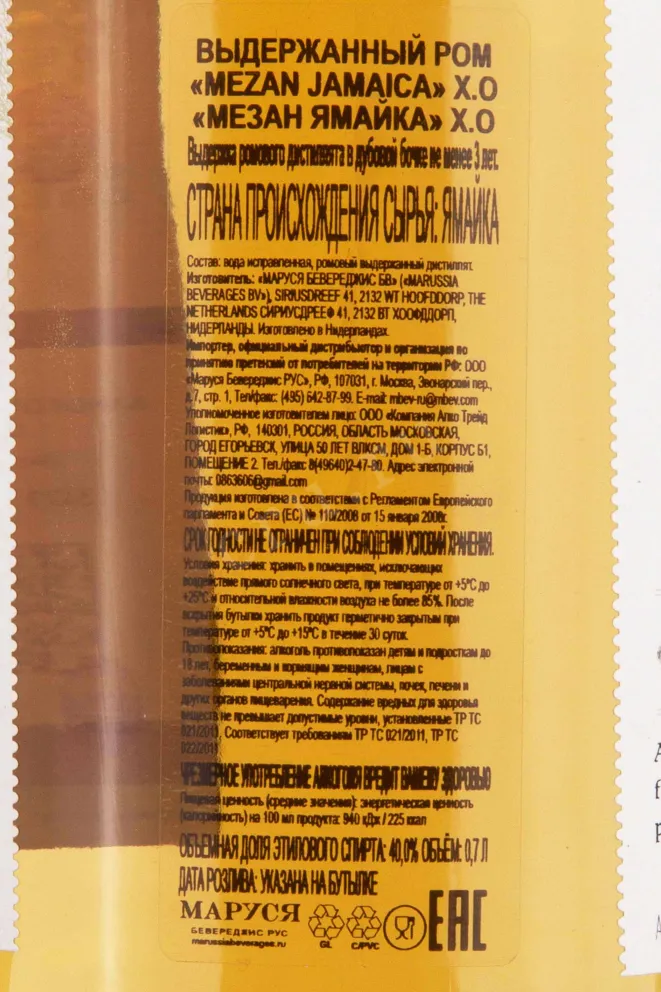 ВЫДЕРЖАННЫЙ РОМ
«MEZAN JAMAICA» X.O
«МЕЗАН ЯМАЙКА» X.O
Выдержка ромового дистиллята в дубовой бочке не менее 3 лет.
СТРАНА ПРОИСХОЖДЕНИЯ СЫРЬЯ: ЯМАЙКА
Состав: вода исправленная, ромовый выдержанный дистиллят.
Изготовитель: «МАРУСЯ БЕВЕРЕДЖИС БВ» («MARUSSIA
BEVERAGES BV»), SIRIUSDREEF 41, 2132 WT HOOFDDORP, THE
NETHERLANDS СИРИУСДРЕЕФ 41, 2132 ВТ ХООФДДОРП,
НИДЕРЛАНДЫ. Изготовлено в Нидерландах.
Импортер, официальный дистрибьютор и организация по
принятию претензий от потребителей на территории РФ: ООО
«Маруся Бевереджис РУС», РФ, 107031, г. Москва, Звонарский пер.,
д.7, стр. 1, Тел/факс: (495) 642-87-99. E-mail: mbev-ru@mbev.com
Уполномоченное изготовителем лицо: ООО «Компания Алко Трейд
Логистик», РФ, 140301, РОССИЯ, ОБЛАСТЬ МОСКОВСКАЯ,
ГОРОД ЕГОРЬЕВСК, УЛИЦА 50 ЛЕТ ВЛКСМ, ДОМ 1-Б, КОРПУС Б1,
ПОМЕЩЕНИЕ 2. Тел./факс 8(49640)2-47-80. Адрес электронной
почты: 0863606@gmail.com
Продукция изготовлена в соответствии с Регламентом Европейского
парламента и Совета (ЕС) № 110/2008 от 15 января 2008г.
СРОК ГОДНОСТИ НЕ ОГРАНИЧЕН ПРИ СОБЛЮДЕНИИ УСЛОВИЙ ХРАНЕНИЯ.
Условия хранения: хранить в помещениях, исключающих
воздействие прямого солнечного света, при температуре от +5°C до
+25°C и относительной влажности воздуха не более 85%. После
вскрытия бутылки хранить продукт герметично закрытым при
температуре от +5°C до +15°C в течение 30 суток.
Противопоказания: алкоголь противопоказан детям и подросткам до
18 лет, беременным и кормящим женщинам, лицам с
заболеваниями центральной нервной системы, почек, печени и
других органов пищеварения. Содержание вредных для здоровья
веществ не превышает допустимые уровни, установленные ТР ТС
021/2011, Соответствует требованиям ТР ТС 021/2011, ТР ТС
022/2011
ЧРЕЗМЕРНОЕ УПОТРЕБЛЕНИЕ АЛКОГОЛЯ ВРЕДИТ ВАШЕМУ ЗДОРОВЬЮ
Пищевая ценность (средние значения): энергетическая ценность
(калорийность) на 100 мл продукта: 940 кДж / 225 ккал
ОБЪЕМНАЯ ДОЛЯ ЭТИЛОВОГО СПИРТА: 40,0% ОБЪЁМ: 0,7 Л
ДАТА РОЗЛИВА: УКАЗАНА НА БУТЫЛКЕ
МАРУСЯ
БЕВЕРЕДЖИС РУС
marussiabeverages.ru
GL C/PVC
EAC